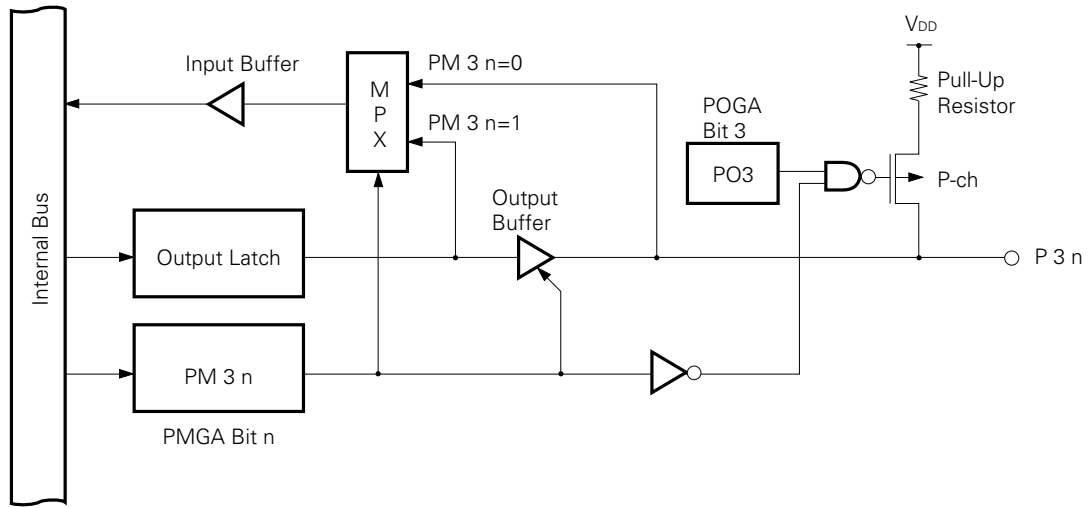 VDD
Input Buffer
PM 3 n=0
Pull-Up
Resistor
M
P
X
POGA
Bit 3
PM 3 n=1
PO3
P-ch
Output
Buffer
Internal Bus
Output Latch
P 3 n
PM 3 n
PMGA Bit n